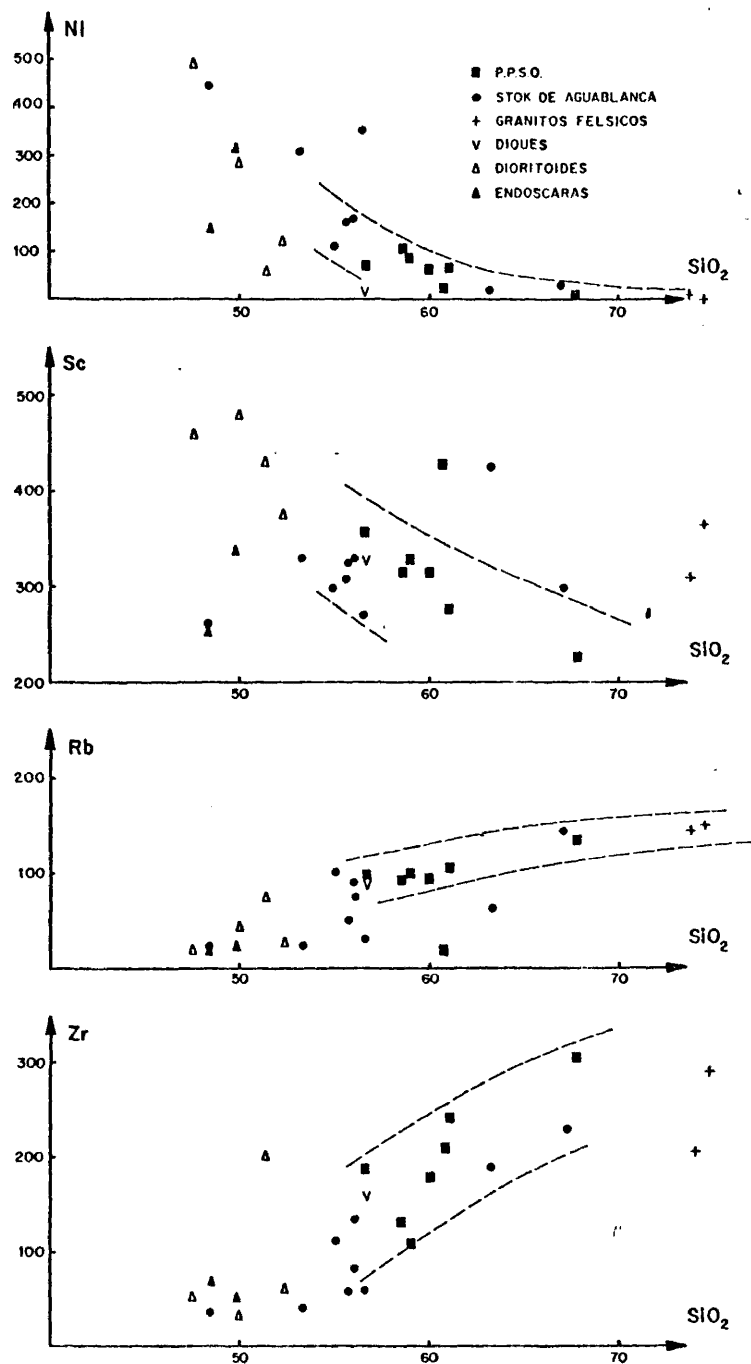 Ni
500
400
300
200
100
50
60
70
SiO₂
■ P.P.S.O.
● STOK DE AGUABLANCA
+ GRANITOS FELSICOS
v DIQUES
△ DIORITOIDES
▲ ENDOSCARAS
Sc
500
400
300
200
50
60
70
SiO₂
Rb
200
100
50
60
70
SiO₂
Zr
300
200
100
50
60
70
SiO₂